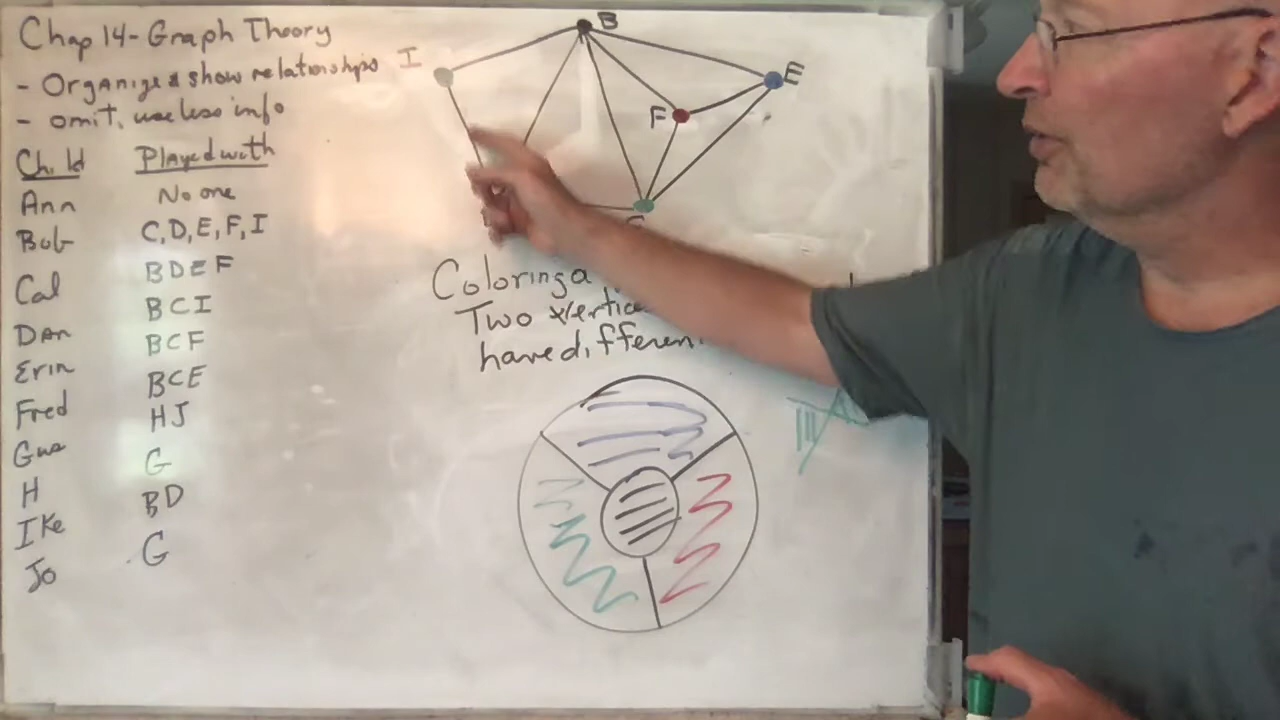 Chap 14- Graph Theory
- Organize & show relationships
- omit useless info
Child Played with
Ann No one
Bob C, D, E, F, I
Cal B D E F
Dan B C I
Erin B C F
Fred B C E
Gus H J
H G
Ike B D
Jo G
I
B
E
F
Coloring a
Two vertic
have differen